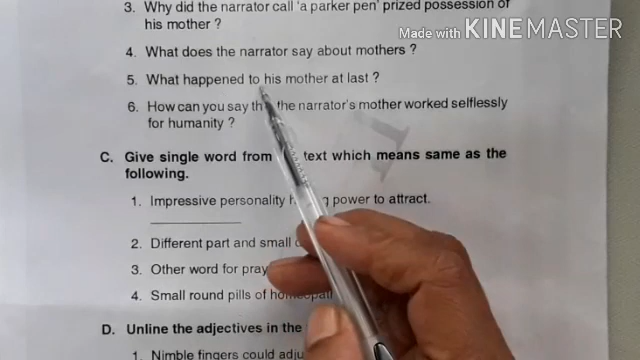 3. Why did the narrator call 'a parker pen' prized possession of
his mother ?
Made with KINEMASTER
4. What does the narrator say about mothers ?
5. What happened to his mother at last ?
6. How can you say the narrator's mother worked selflessly
for humanity ?
C. Give single word from text which means same as the
following.
1. Impressive personality power to attract.
2. Different part and small
3. Other word for pray
4. Small round pills of
D. Unline the adjectives in the
1. Nimble fingers could adju